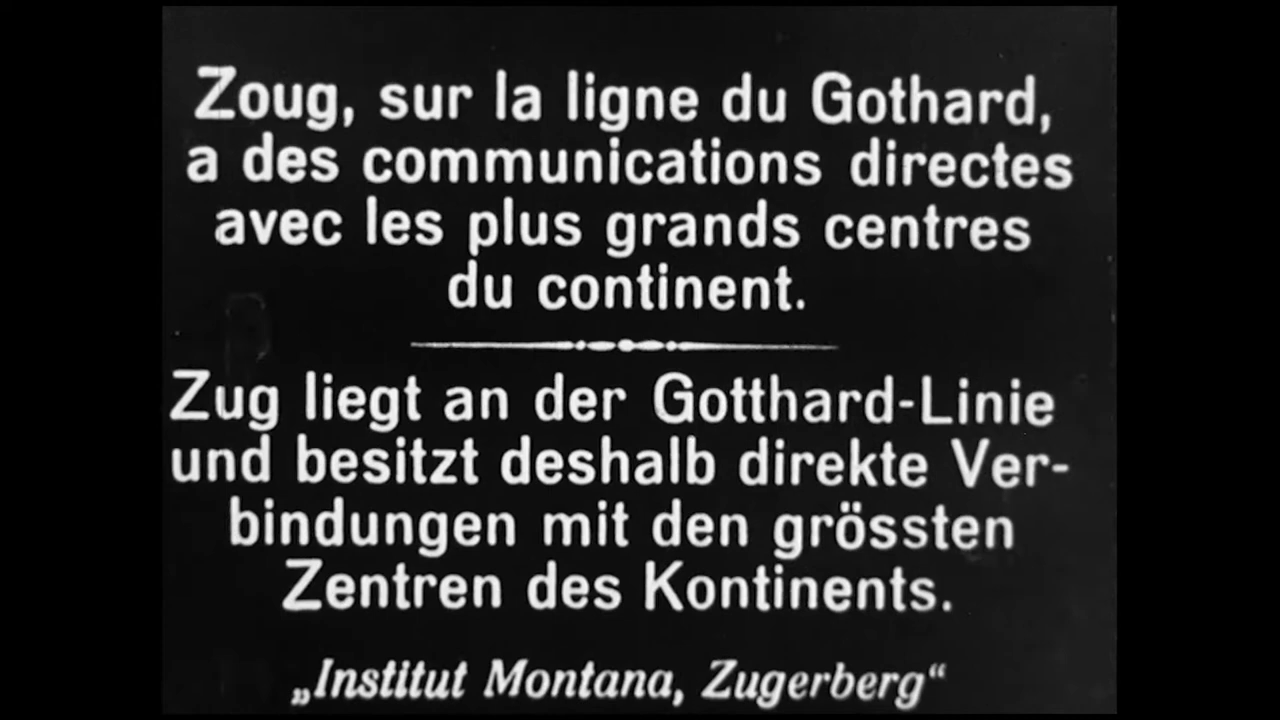 Zoug, sur la ligne du Gothard,
a des communications directes
avec les plus grands centres
du continent.
Zug liegt an der Gotthard-Linie
und besitzt deshalb direkte Ver-
bindungen mit den grössten
Zentren des Kontinents.
„Institut Montana, Zugerberg“